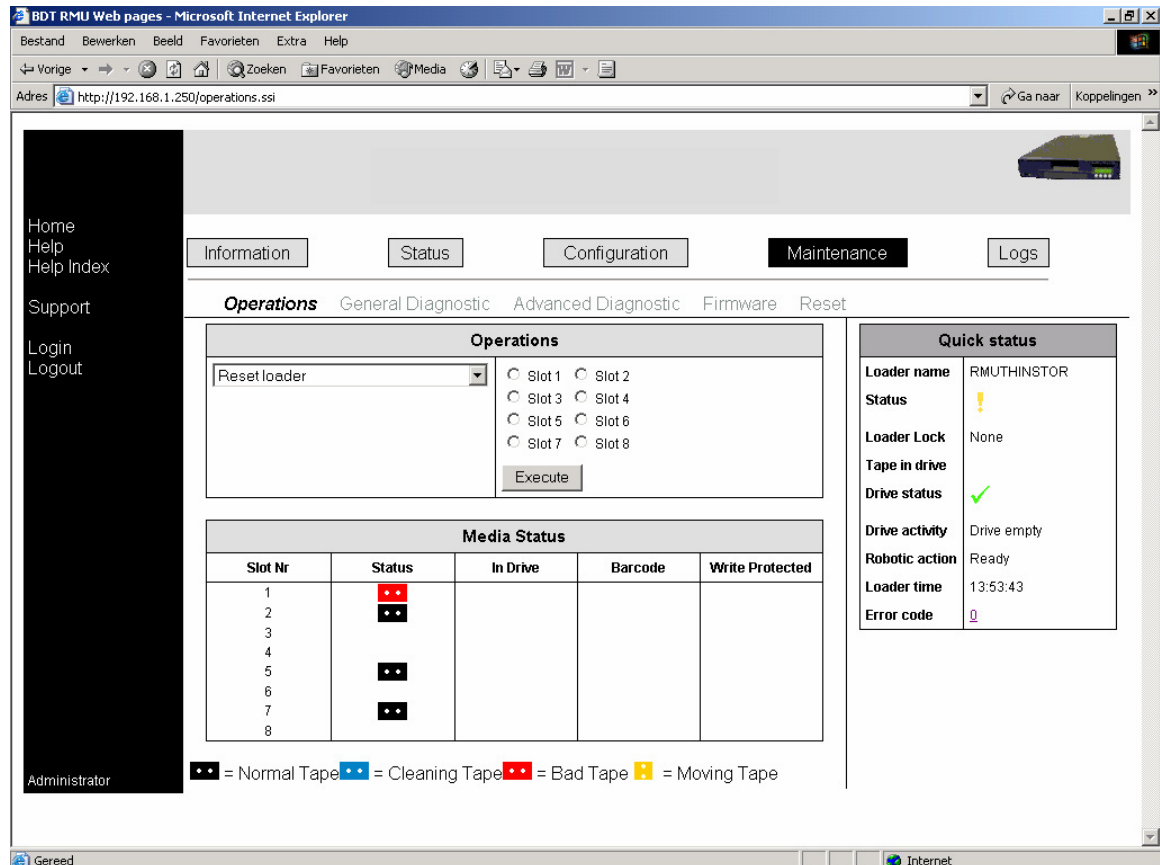 BDT RMU Web pages - Microsoft Internet Explorer
Bestand Bewerken Beeld Favorieten Extra Help
Vorige Zoeken Favorieten Media
Adres http://192.168.1.250/operations.ssi Ga naar Koppelingen »
Home
Help
Help Index
Support
Login
Logout
Administrator
Information Status Configuration Maintenance Logs
Operations General Diagnostic Advanced Diagnostic Firmware Reset
Operations
Reset loader
Slot 1 Slot 2
Slot 3 Slot 4
Slot 5 Slot 6
Slot 7 Slot 8
Execute
Media Status
Slot Nr Status In Drive Barcode Write Protected
1
2
3
4
5
6
7
8
= Normal Tape = Cleaning Tape = Bad Tape = Moving Tape
Quick status
Loader name RMUTHINSTOR
Status
Loader Lock None
Tape in drive
Drive status
Drive activity Drive empty
Robotic action Ready
Loader time 13:53:43
Error code 0
Gereed Internet